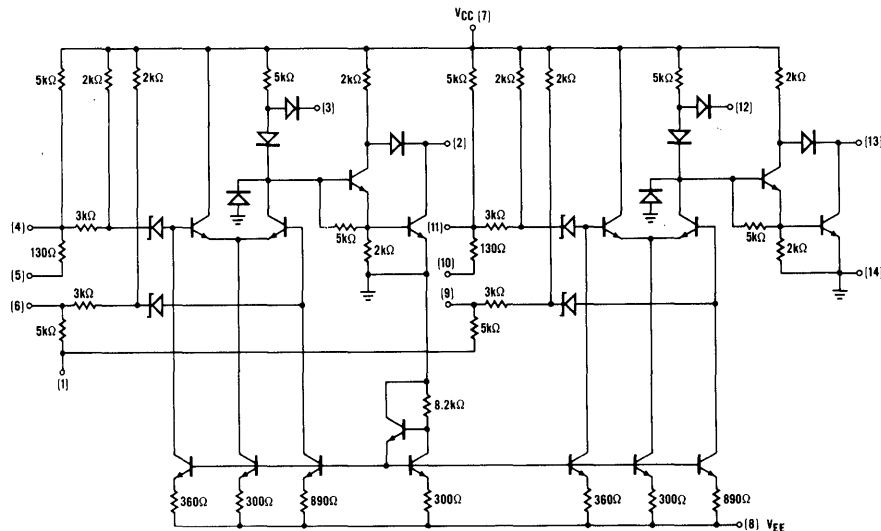 VCC (7)
5kΩ
2kΩ
2kΩ
5kΩ
2kΩ
5kΩ
2kΩ
2kΩ
5kΩ
2kΩ
(3)
(12)
(2)
(13)
(4)
3kΩ
5kΩ
2kΩ
(11)
3kΩ
5kΩ
2kΩ
130Ω
130Ω
(5)
(10)
(14)
(6)
3kΩ
(9)
3kΩ
5kΩ
5kΩ
(1)
8.2kΩ
360Ω
300Ω
890Ω
300Ω
360Ω
300Ω
890Ω
(8) VEE